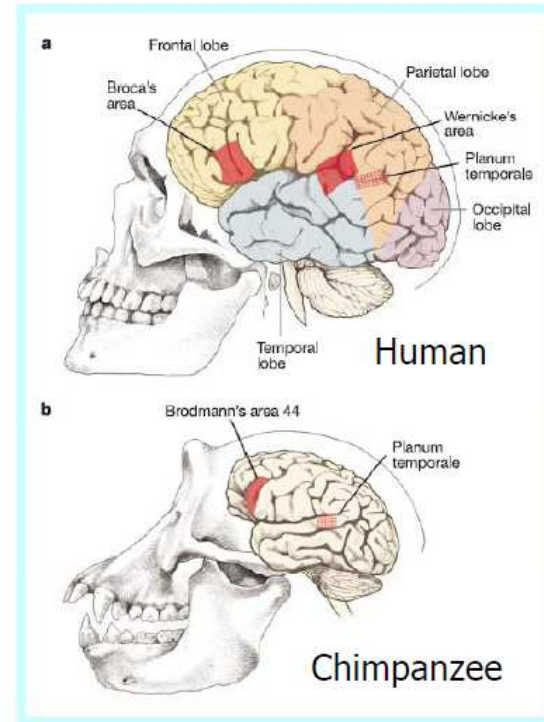 a
Frontal lobe
Parietal lobe
Broca's
area
Wernicke's
area
Planum
temporale
Occipital
lobe
Temporal
lobe
Human
b
Brodmann's area 44
Planum
temporale
Chimpanzee